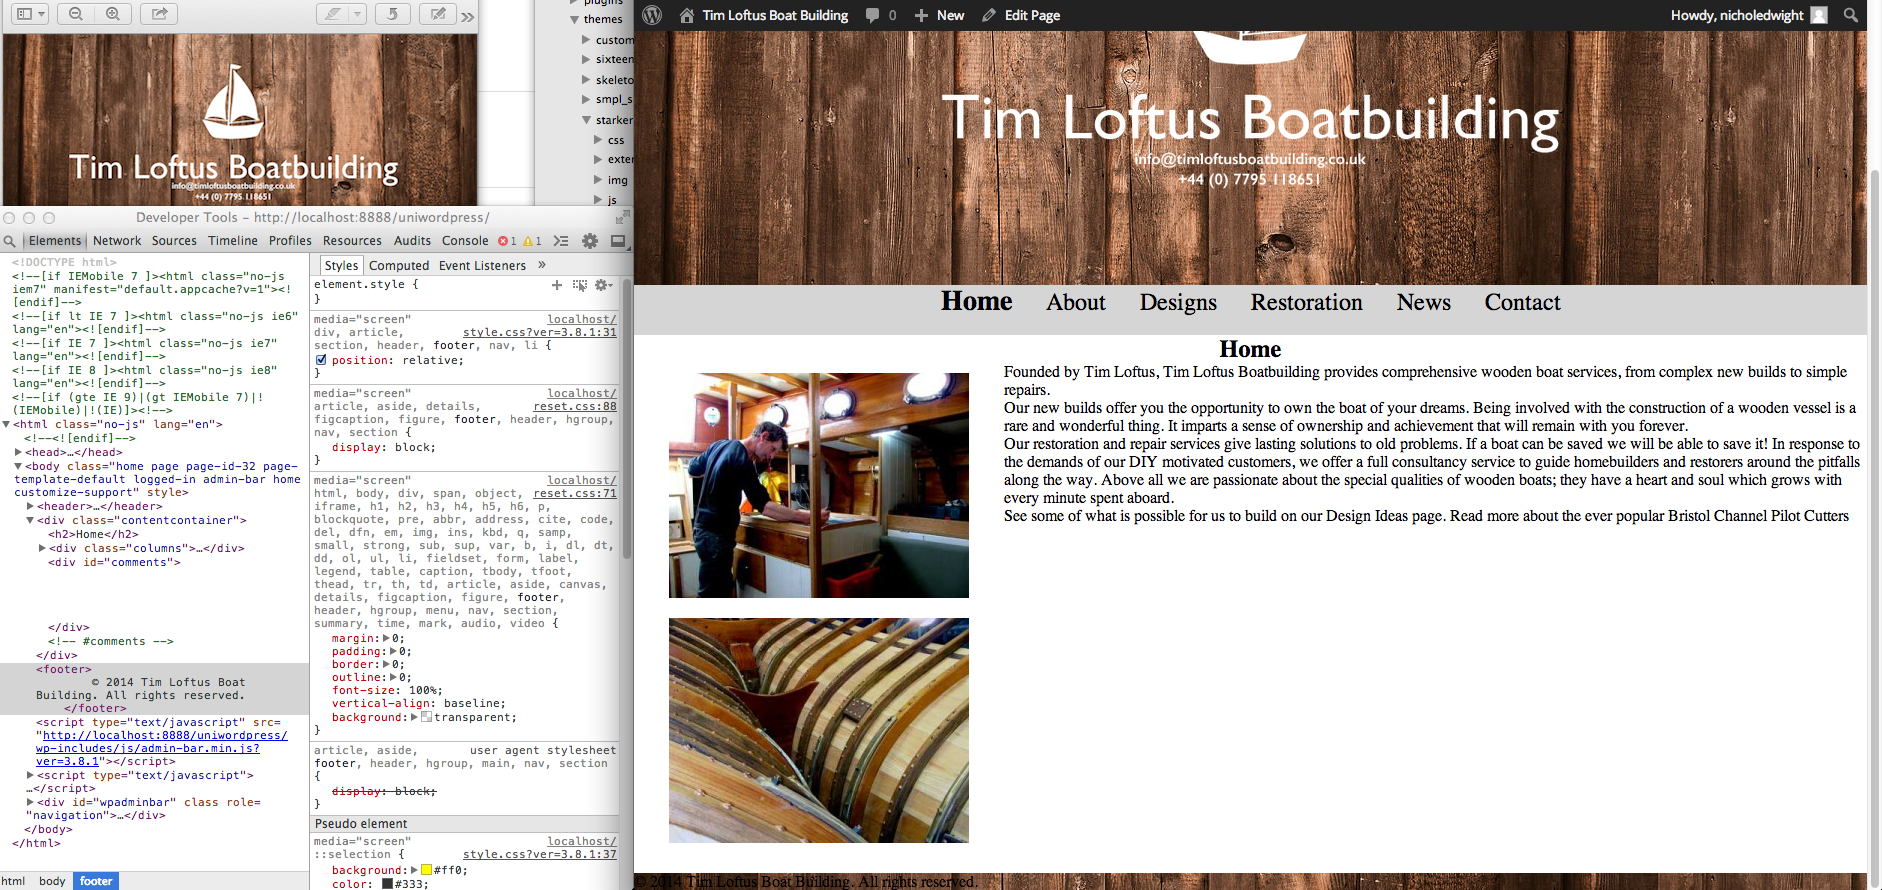 Tim Loftus Boatbuilding
info@timloftusboatbuilding.co.uk
+44 (0) 7795 118651
plugins
themes
custom
sixteen
skeleto
smpl_s
starker
css
exter
img
js
Developer Tools - http://localhost:8888/uniwordpress/
Elements Network Sources Timeline Profiles Resources Audits Console 1 1
<!DOCTYPE html>
<!--[if IEMobile 7 ]><html class="no-js
iem7" manifest="default.appcache?v=1"><!
[endif]-->
<!--[if lt IE 7 ]><html class="no-js ie6"
lang="en"><![endif]-->
<!--[if IE 7 ]><html class="no-js ie7"
lang="en"><![endif]-->
<!--[if IE 8 ]><html class="no-js ie8"
lang="en"><![endif]-->
<!--[if (gte IE 9)|(gt IEMobile 7)|!
(IEMobile)|!(IE)]><!-->
<html class="no-js" lang="en">
<!--<![endif]-->
<head>…</head>
<body class="home page page-id-32 page-
template-default logged-in admin-bar home
customize-support" style>
<header>…</header>
<div class="contentcontainer">
<h2>Home</h2>
<div class="columns">…</div>
<div id="comments">
</div>
<!-- #comments -->
</div>
<footer>
© 2014 Tim Loftus Boat
Building. All rights reserved.
</footer>
<script type="text/javascript" src=
"http://localhost:8888/uniwordpress/
wp-includes/js/admin-bar.min.js?
ver=3.8.1"></script>
<script type="text/javascript">
…</script>
<div id="wpadminbar" class role=
"navigation">…</div>
</body>
</html>
html body footer
Styles Computed Event Listeners »
element.style {
}
media="screen" localhost/
div, article, style.css?ver=3.8.1:31
section, header, footer, nav, li {
position: relative;
}
media="screen" localhost/
article, aside, details, reset.css:88
figcaption, figure, footer, header, hgroup,
nav, section {
display: block;
}
media="screen" localhost/
html, body, div, span, object, reset.css:71
iframe, h1, h2, h3, h4, h5, h6, p,
blockquote, pre, abbr, address, cite, code,
del, dfn, em, img, ins, kbd, q, samp,
small, strong, sub, sup, var, b, i, dl, dt,
dd, ol, ul, li, fieldset, form, label,
legend, table, caption, tbody, tfoot,
thead, tr, th, td, article, aside, canvas,
details, figcaption, figure, footer,
header, hgroup, menu, nav, section,
summary, time, mark, audio, video {
margin: 0;
padding: 0;
border: 0;
outline: 0;
font-size: 100%;
vertical-align: baseline;
background: transparent;
}
article, aside, user agent stylesheet
footer, header, hgroup, main, nav, section
{
display: block;
}
Pseudo element
media="screen" localhost/
::selection { style.css?ver=3.8.1:37
background: #ff0;
color: #333;
Tim Loftus Boat Building 0 + New Edit Page Howdy, nicholedwight
Tim Loftus Boatbuilding
info@timloftusboatbuilding.co.uk
+44 (0) 7795 118651
Home About Designs Restoration News Contact
Home
Founded by Tim Loftus, Tim Loftus Boatbuilding provides comprehensive wooden boat services, from complex new builds to simple
repairs.
Our new builds offer you the opportunity to own the boat of your dreams. Being involved with the construction of a wooden vessel is a
rare and wonderful thing. It imparts a sense of ownership and achievement that will remain with you forever.
Our restoration and repair services give lasting solutions to old problems. If a boat can be saved we will be able to save it! In response to
the demands of our DIY motivated customers, we offer a full consultancy service to guide homebuilders and restorers around the pitfalls
along the way. Above all we are passionate about the special qualities of wooden boats; they have a heart and soul which grows with
every minute spent aboard.
See some of what is possible for us to build on our Design Ideas page. Read more about the ever popular Bristol Channel Pilot Cutters
© 2014 Tim Loftus Boat Building. All rights reserved.